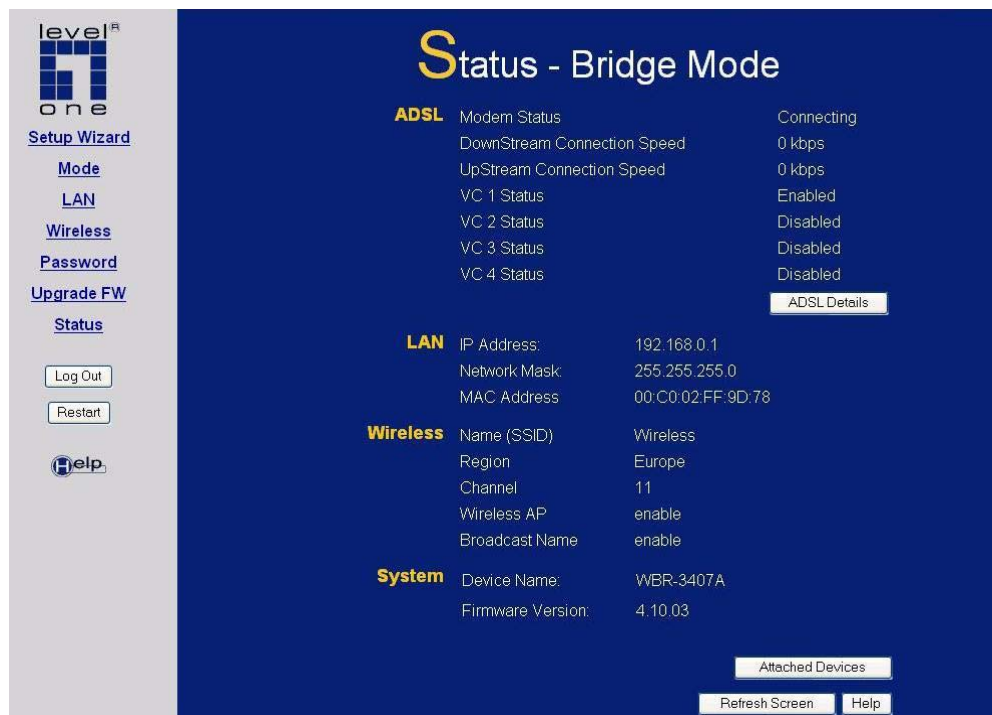 level®
one
Setup Wizard
Mode
LAN
Wireless
Password
Upgrade FW
Status
Log Out
Restart
Help
Status - Bridge Mode
ADSL Modem Status Connecting
DownStream Connection Speed 0 kbps
UpStream Connection Speed 0 kbps
VC 1 Status Enabled
VC 2 Status Disabled
VC 3 Status Disabled
VC 4 Status Disabled
ADSL Details
LAN IP Address: 192.168.0.1
Network Mask: 255.255.255.0
MAC Address 00:C0:02:FF:9D:78
Wireless Name (SSID) Wireless
Region Europe
Channel 11
Wireless AP enable
Broadcast Name enable
System Device Name: WBR-3407A
Firmware Version: 4.10.03
Attached Devices
Refresh Screen Help